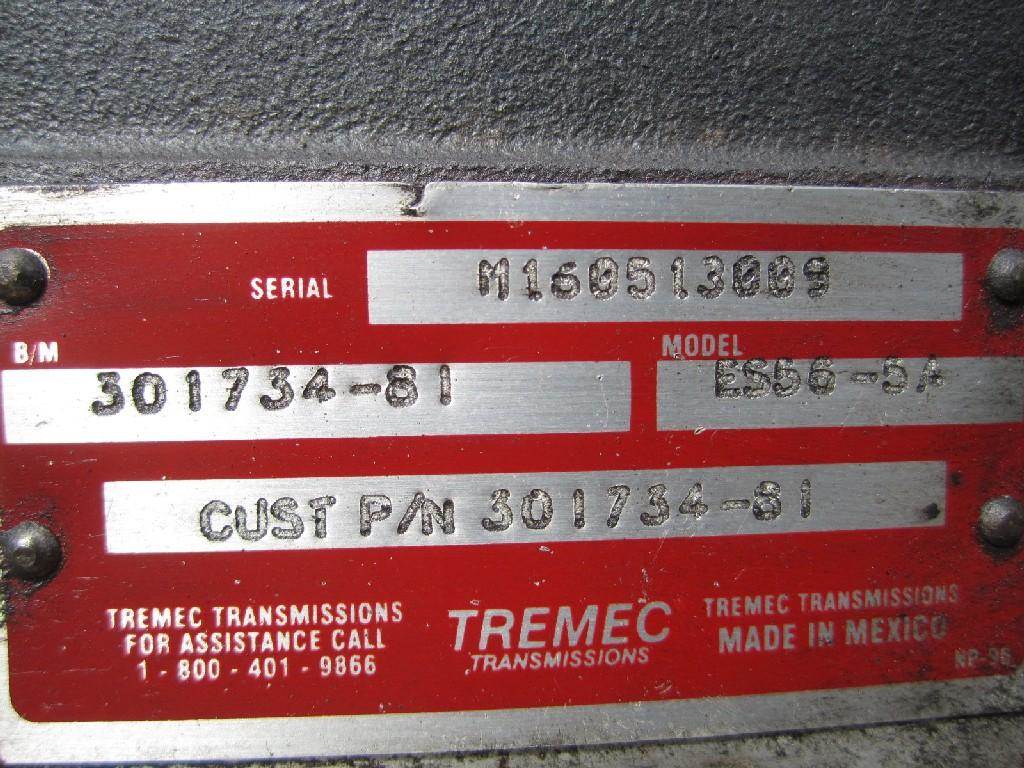 SERIAL M160513009
B/M MODEL
301734-81 ES56-5A
CUST P/N 301734-81
TREMEC TRANSMISSIONS
FOR ASSISTANCE CALL
1-800-401-9866
TREMEC
TRANSMISSIONS
TREMEC TRANSMISSIONS
MADE IN MEXICO